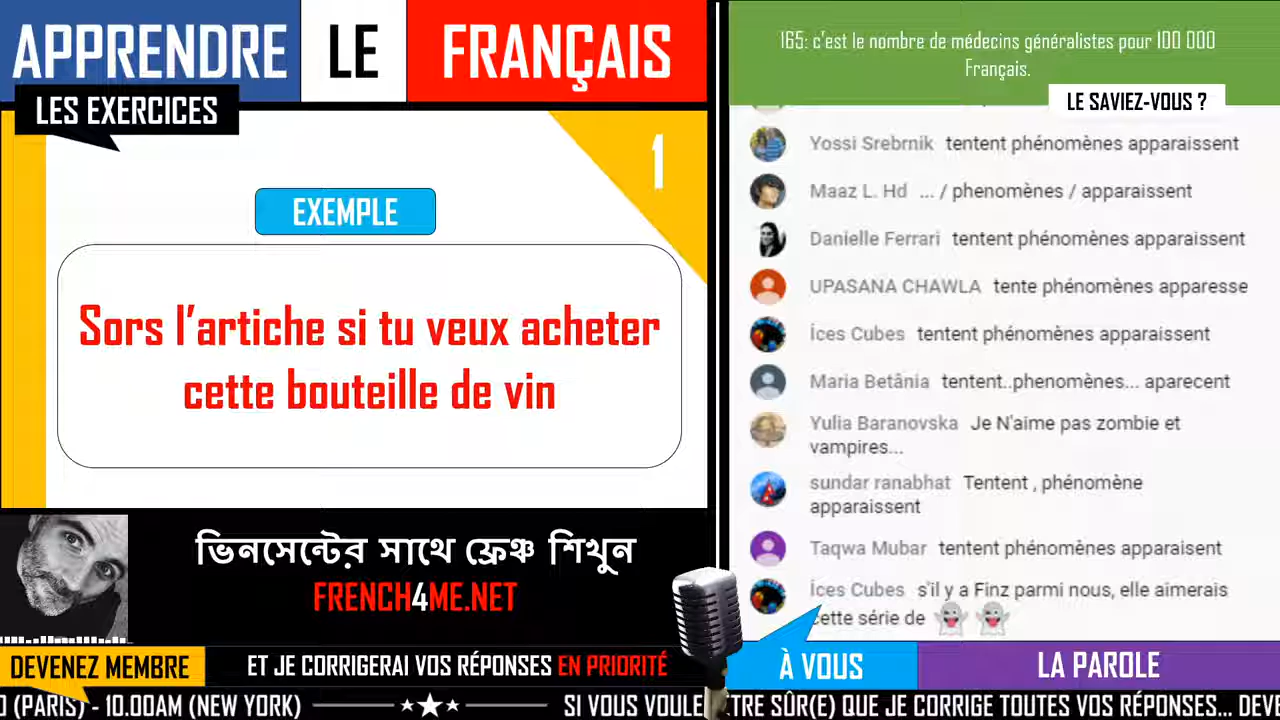 APPRENDRE LE FRANÇAIS
LES EXERCICES
1
EXEMPLE
Sors l'artiche si tu veux acheter
cette bouteille de vin
ভিনসেন্টের সাথে ফ্রেঞ্চ শিখুন
FRENCH4ME.NET
DEVENEZ MEMBRE
ET JE CORRIGERAI VOS RÉPONSES EN PRIORITÉ
165: c'est le nombre de médecins généralistes pour 100 000
Français.
LE SAVIEZ-VOUS ?
Yossi Srebrnik tentent phénomènes apparaissent
Maaz L. Hd ... / phenomènes / apparaissent
Danielle Ferrari tentent phénomènes apparaissent
UPASANA CHAWLA tente phénomènes apparesse
İces Cubes tentent phénomènes apparaissent
Maria Betânia tentent..phenomènes... aparecent
Yulia Baranovska Je N'aime pas zombie et
vampires...
sundar ranabhat Tentent , phénomène
apparaissent
Taqwa Mubar tentent phénomènes apparaisent
İces Cubes s'il y a Finz parmi nous, elle aimerais
cette série de 👻 👻
À VOUS
LA PAROLE
(PARIS) - 10.00AM (NEW YORK) SI VOUS VOULE TRE SÛR(E) QUE JE CORRIGE TOUTES VOS RÉPONSES... DEVE